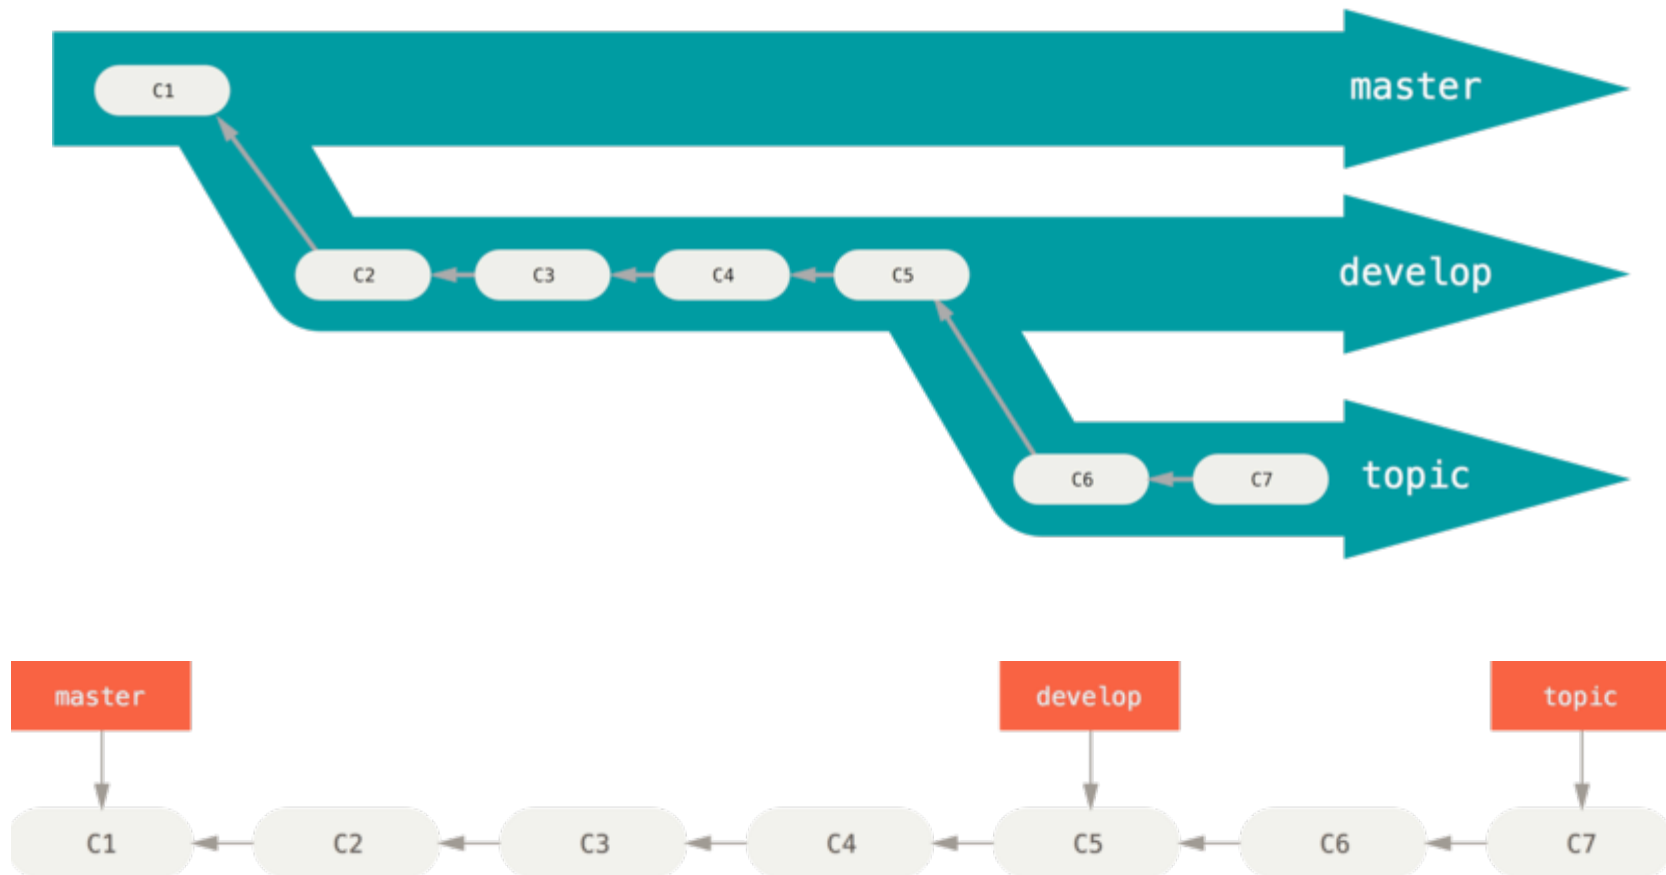 C1
master
C2 C3 C4 C5
develop
C6 C7
topic
master develop topic
C1 C2 C3 C4 C5 C6 C7